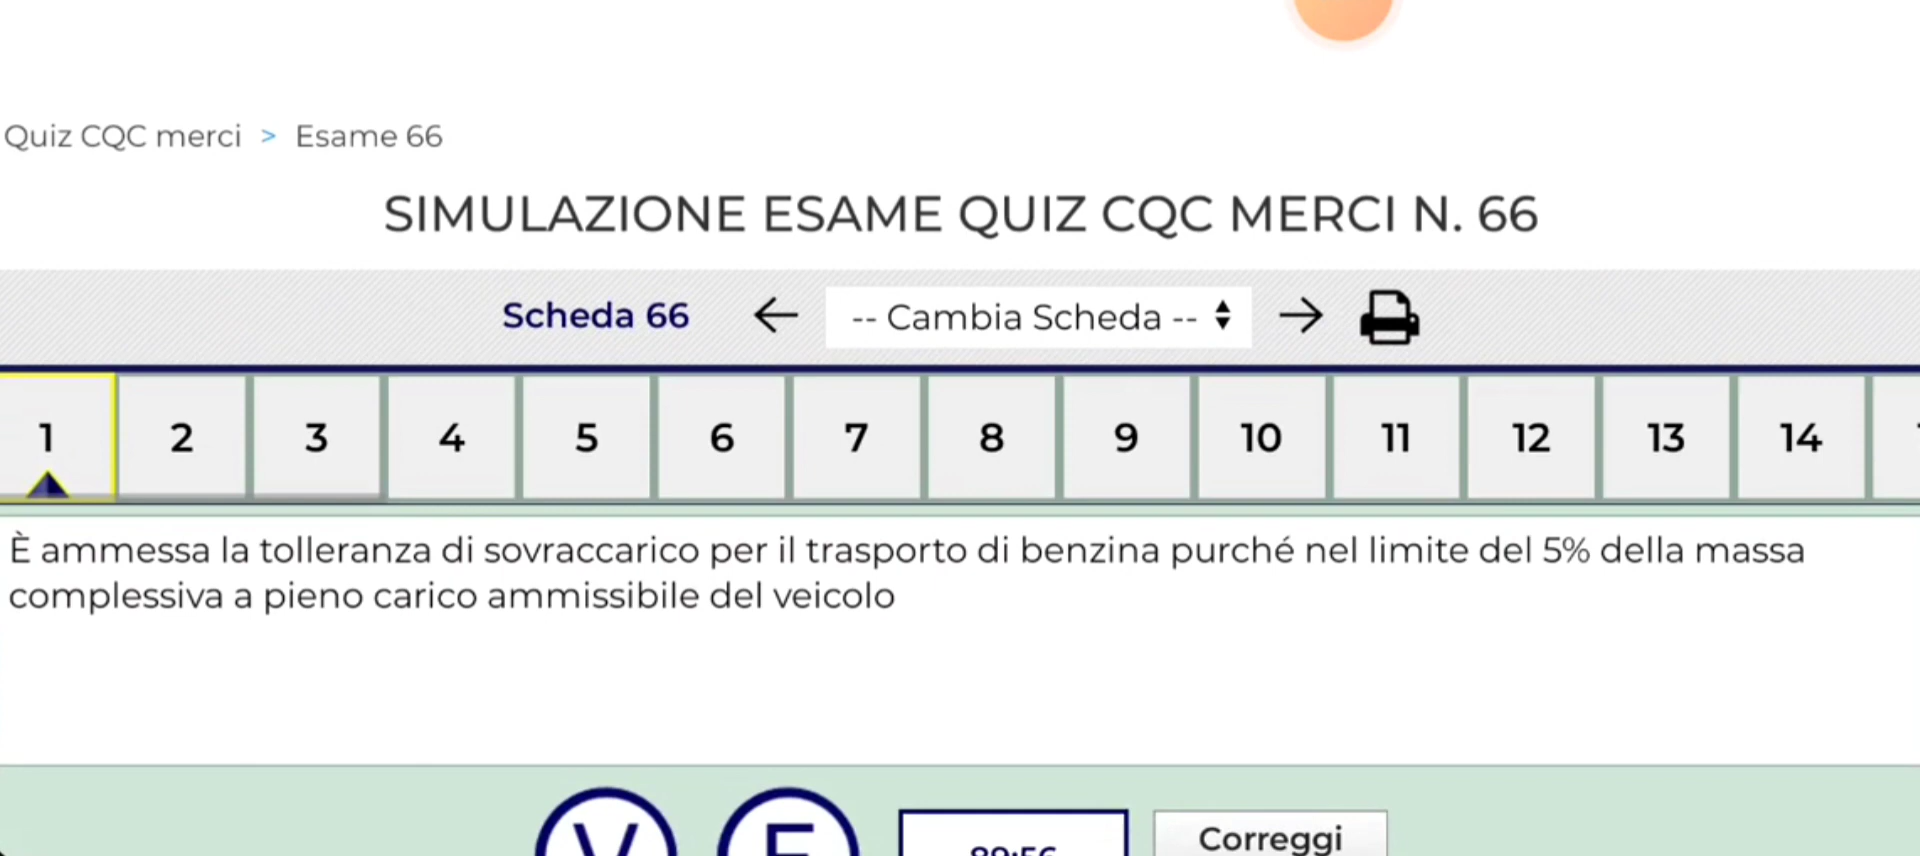 Quiz CQC merci > Esame 66
SIMULAZIONE ESAME QUIZ CQC MERCI N. 66
Scheda 66 ← -- Cambia Scheda -- →
1 2 3 4 5 6 7 8 9 10 11 12 13 14
È ammessa la tolleranza di sovraccarico per il trasporto di benzina purché nel limite del 5% della massa
complessiva a pieno carico ammissibile del veicolo
V F 89:56 Correggi